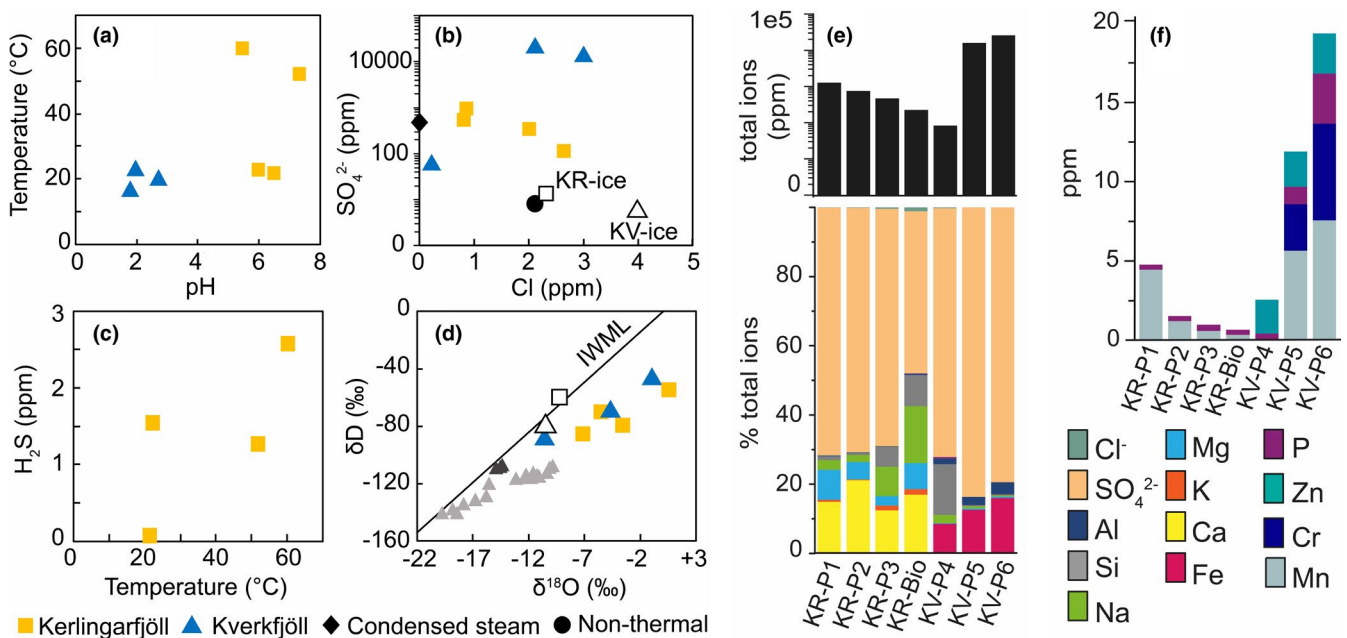 (a)
Temperature (°C)
60
40
20
0
0 2 4 6 8
pH
(b)
SO₄²⁻ (ppm)
10000
100
0
KR-ice
KV-ice
0 1 2 3 4 5
Cl (ppm)
(c)
H₂S (ppm)
3
2
1
0
0 20 40 60
Temperature (°C)
(d)
δD (‰)
0
-40
-80
-120
-160
IWML
-22 -17 -12 -7 -2 +3
δ¹⁸O (‰)
Kerlingarfjöll Kverkfjöll Condensed steam Non-thermal
(e)
total ions
(ppm)
1e5
0
% total ions
80
60
40
20
0
KR-P1 KR-P2 KR-P3 KR-Bio KV-P4 KV-P5 KV-P6
(f)
ppm
20
15
10
5
0
KR-P1 KR-P2 KR-P3 KR-Bio KV-P4 KV-P5 KV-P6
Cl⁻ Mg P
SO₄²⁻ K Zn
Al Ca Cr
Si Fe Mn
Na